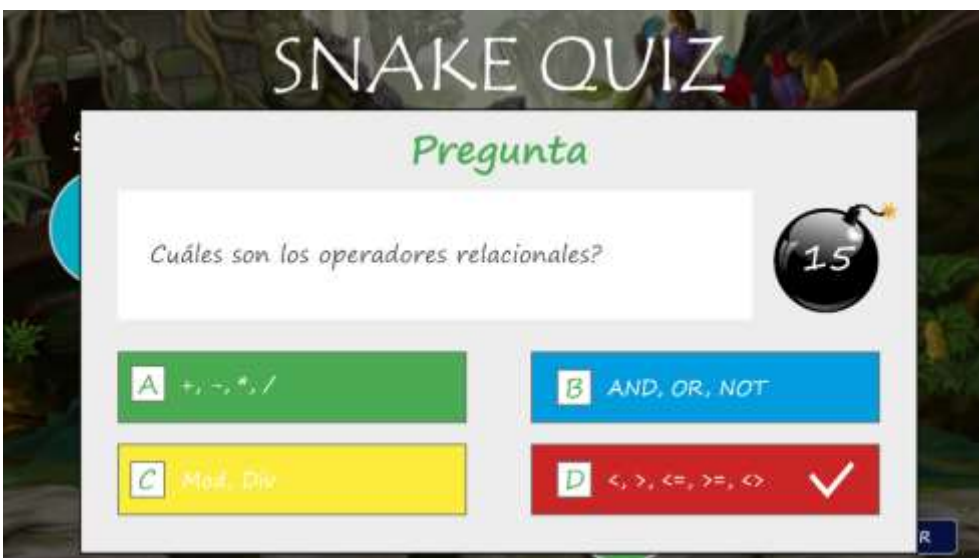 SNAKE QUIZ
Pregunta
Cuáles son los operadores relacionales?
15
A +, -, *, /
B AND, OR, NOT
C Mod, Div
D <, >, <=, >=, <>
R